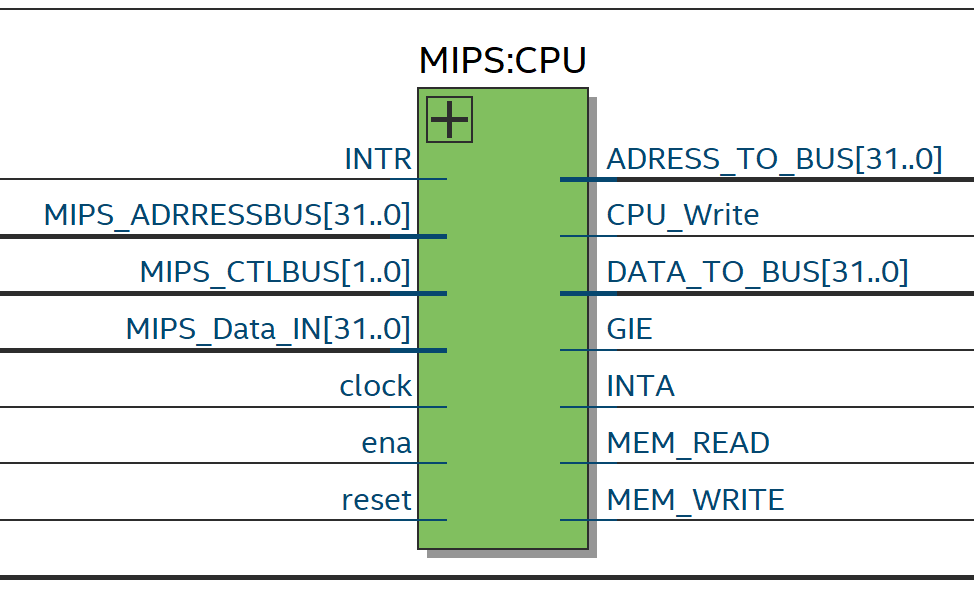 MIPS:CPU
INTR
ADRESS_TO_BUS[31..0]
MIPS_ADRRESSBUS[31..0]
CPU_Write
MIPS_CTLBUS[1..0]
DATA_TO_BUS[31..0]
MIPS_Data_IN[31..0]
GIE
clock
INTA
ena
MEM_READ
reset
MEM_WRITE